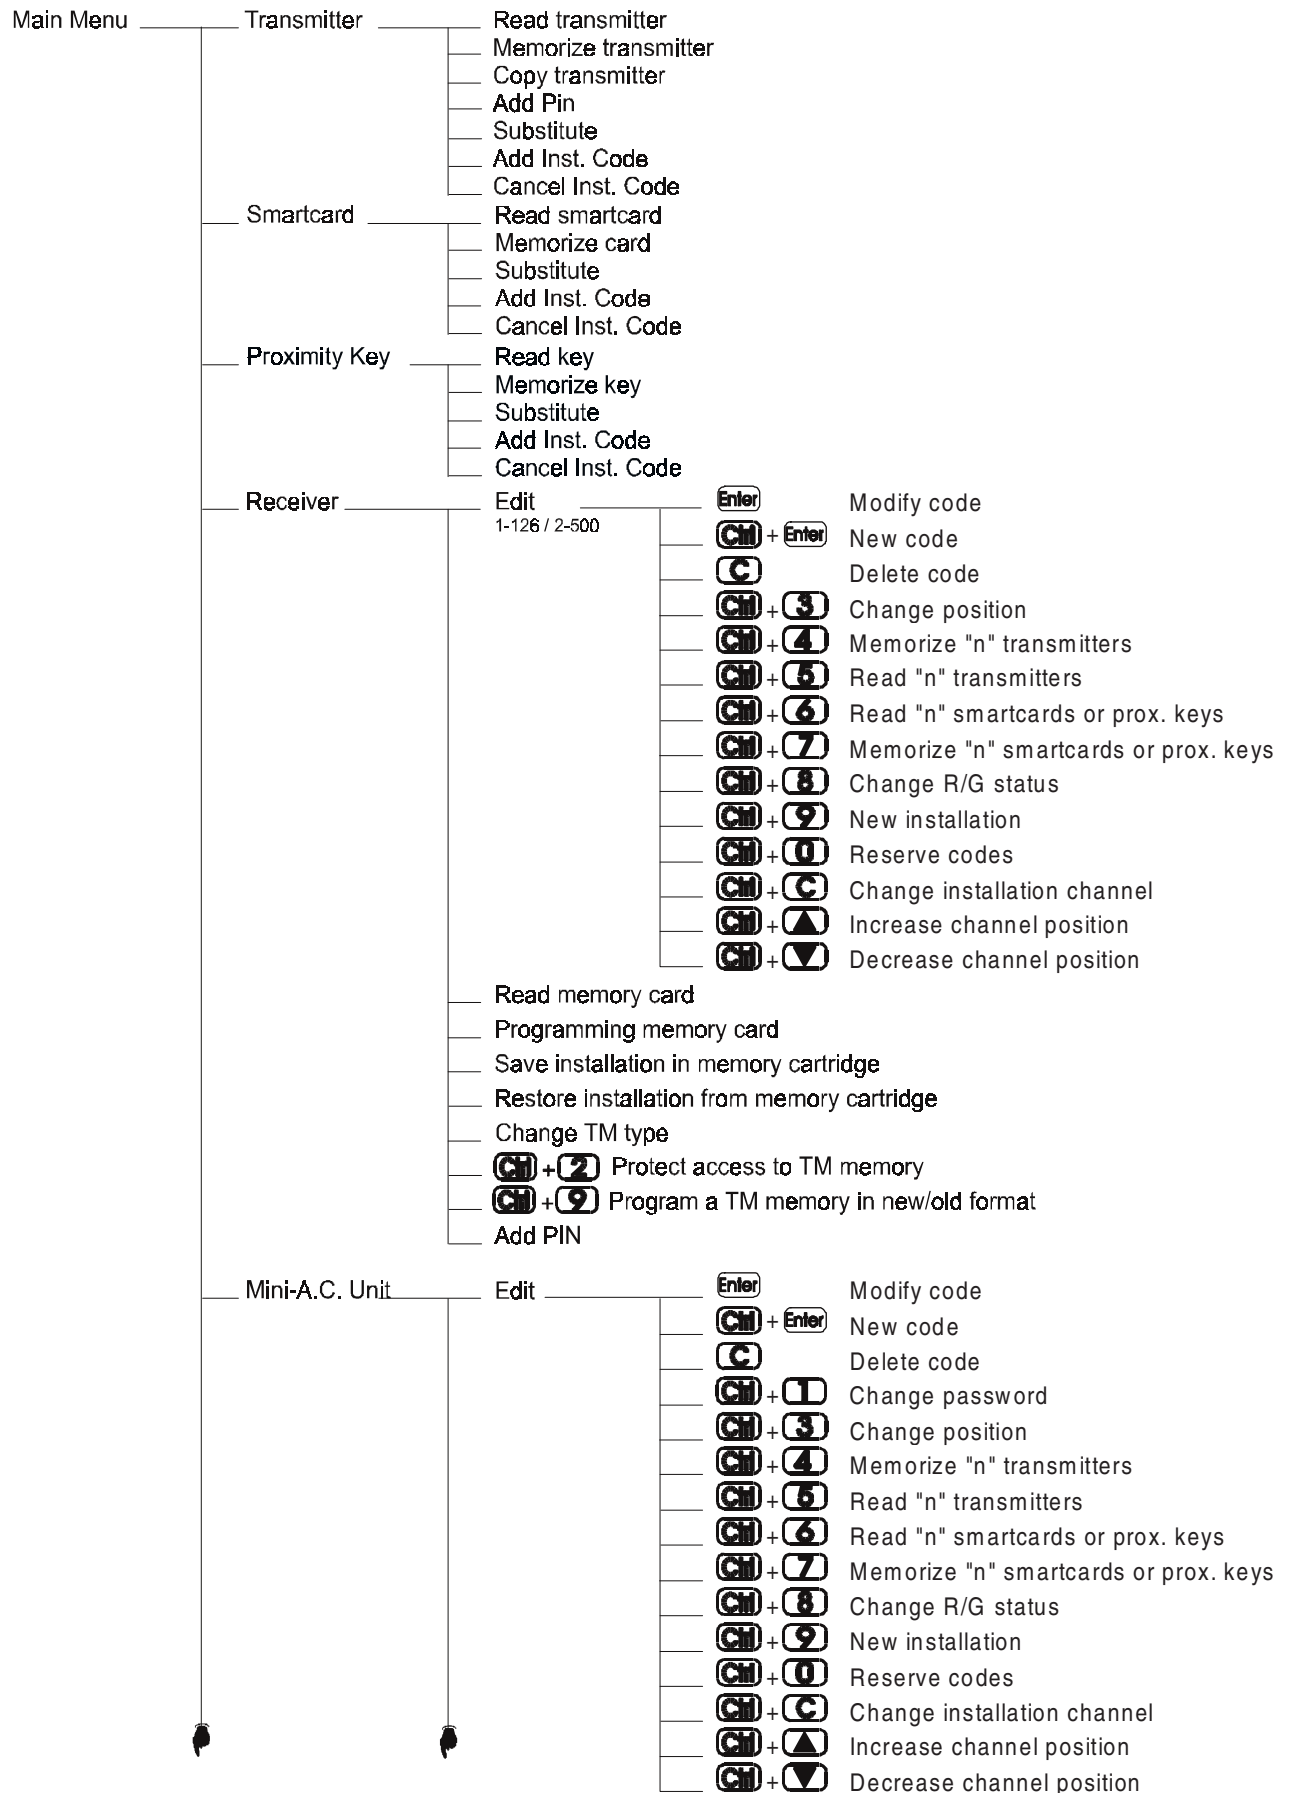 Main Menu Transmitter Read transmitter
Memorize transmitter
Copy transmitter
Add Pin
Substitute
Add Inst. Code
Cancel Inst. Code
Smartcard Read smartcard
Memorize card
Substitute
Add Inst. Code
Cancel Inst. Code
Proximity Key Read key
Memorize key
Substitute
Add Inst. Code
Cancel Inst. Code
Receiver Edit Enter Modify code
1-126 / 2-500
Ctrl + Enter New code
C Delete code
Ctrl + 3 Change position
Ctrl + 4 Memorize "n" transmitters
Ctrl + 5 Read "n" transmitters
Ctrl + 6 Read "n" smartcards or prox. keys
Ctrl + 7 Memorize "n" smartcards or prox. keys
Ctrl + 8 Change R/G status
Ctrl + 9 New installation
Ctrl + 0 Reserve codes
Ctrl + C Change installation channel
Ctrl + ▲ Increase channel position
Ctrl + ▼ Decrease channel position
Read memory card
Programming memory card
Save installation in memory cartridge
Restore installation from memory cartridge
Change TM type
Ctrl + 2 Protect access to TM memory
Ctrl + 9 Program a TM memory in new/old format
Add PIN
Mini-A.C. Unit Edit Enter Modify code
Ctrl + Enter New code
C Delete code
Ctrl + 1 Change password
Ctrl + 3 Change position
Ctrl + 4 Memorize "n" transmitters
Ctrl + 5 Read "n" transmitters
Ctrl + 6 Read "n" smartcards or prox. keys
Ctrl + 7 Memorize "n" smartcards or prox. keys
Ctrl + 8 Change R/G status
Ctrl + 9 New installation
Ctrl + 0 Reserve codes
Ctrl + C Change installation channel
Ctrl + ▲ Increase channel position
Ctrl + ▼ Decrease channel position